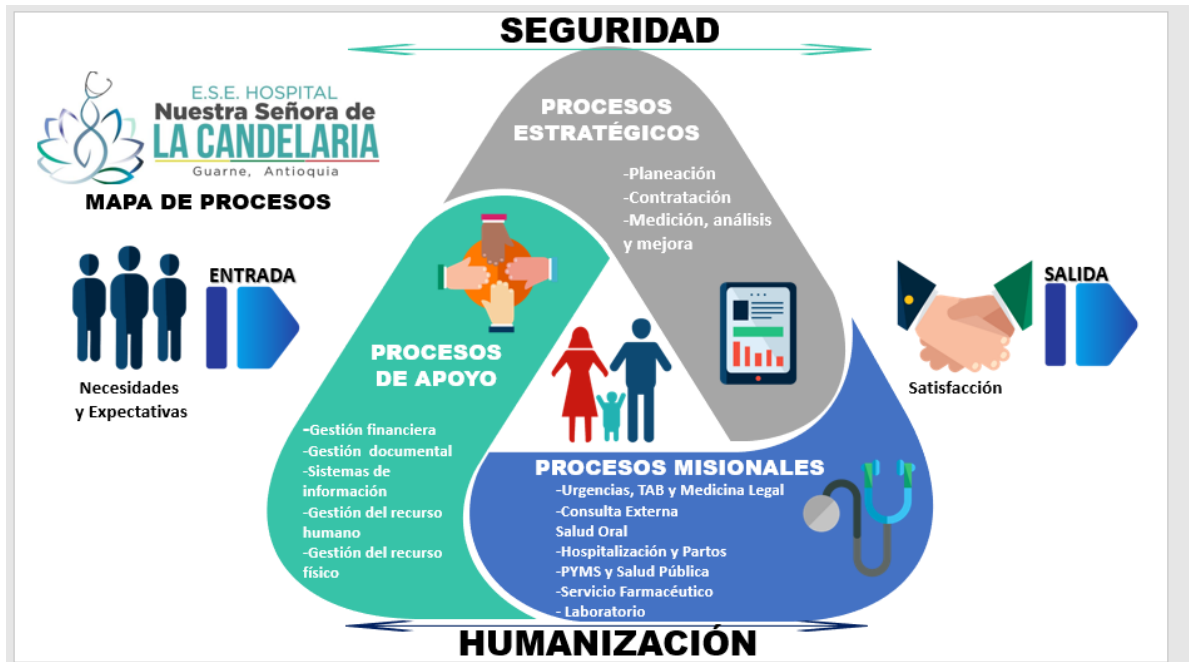 SEGURIDAD
E.S.E. HOSPITAL
Nuestra Señora de
LA CANDELARIA
Guarne, Antioquia
MAPA DE PROCESOS
ENTRADA
Necesidades
y Expectativas
PROCESOS
ESTRATÉGICOS
-Planeación
-Contratación
-Medición, análisis
y mejora
PROCESOS
DE APOYO
-Gestión financiera
-Gestión documental
-Sistemas de
información
-Gestión del recurso
humano
-Gestión del recurso
físico
PROCESOS MISIONALES
-Urgencias, TAB y Medicina Legal
-Consulta Externa
Salud Oral
-Hospitalización y Partos
-PYMS y Salud Pública
-Servicio Farmacéutico
- Laboratorio
SALIDA
Satisfacción
HUMANIZACIÓN